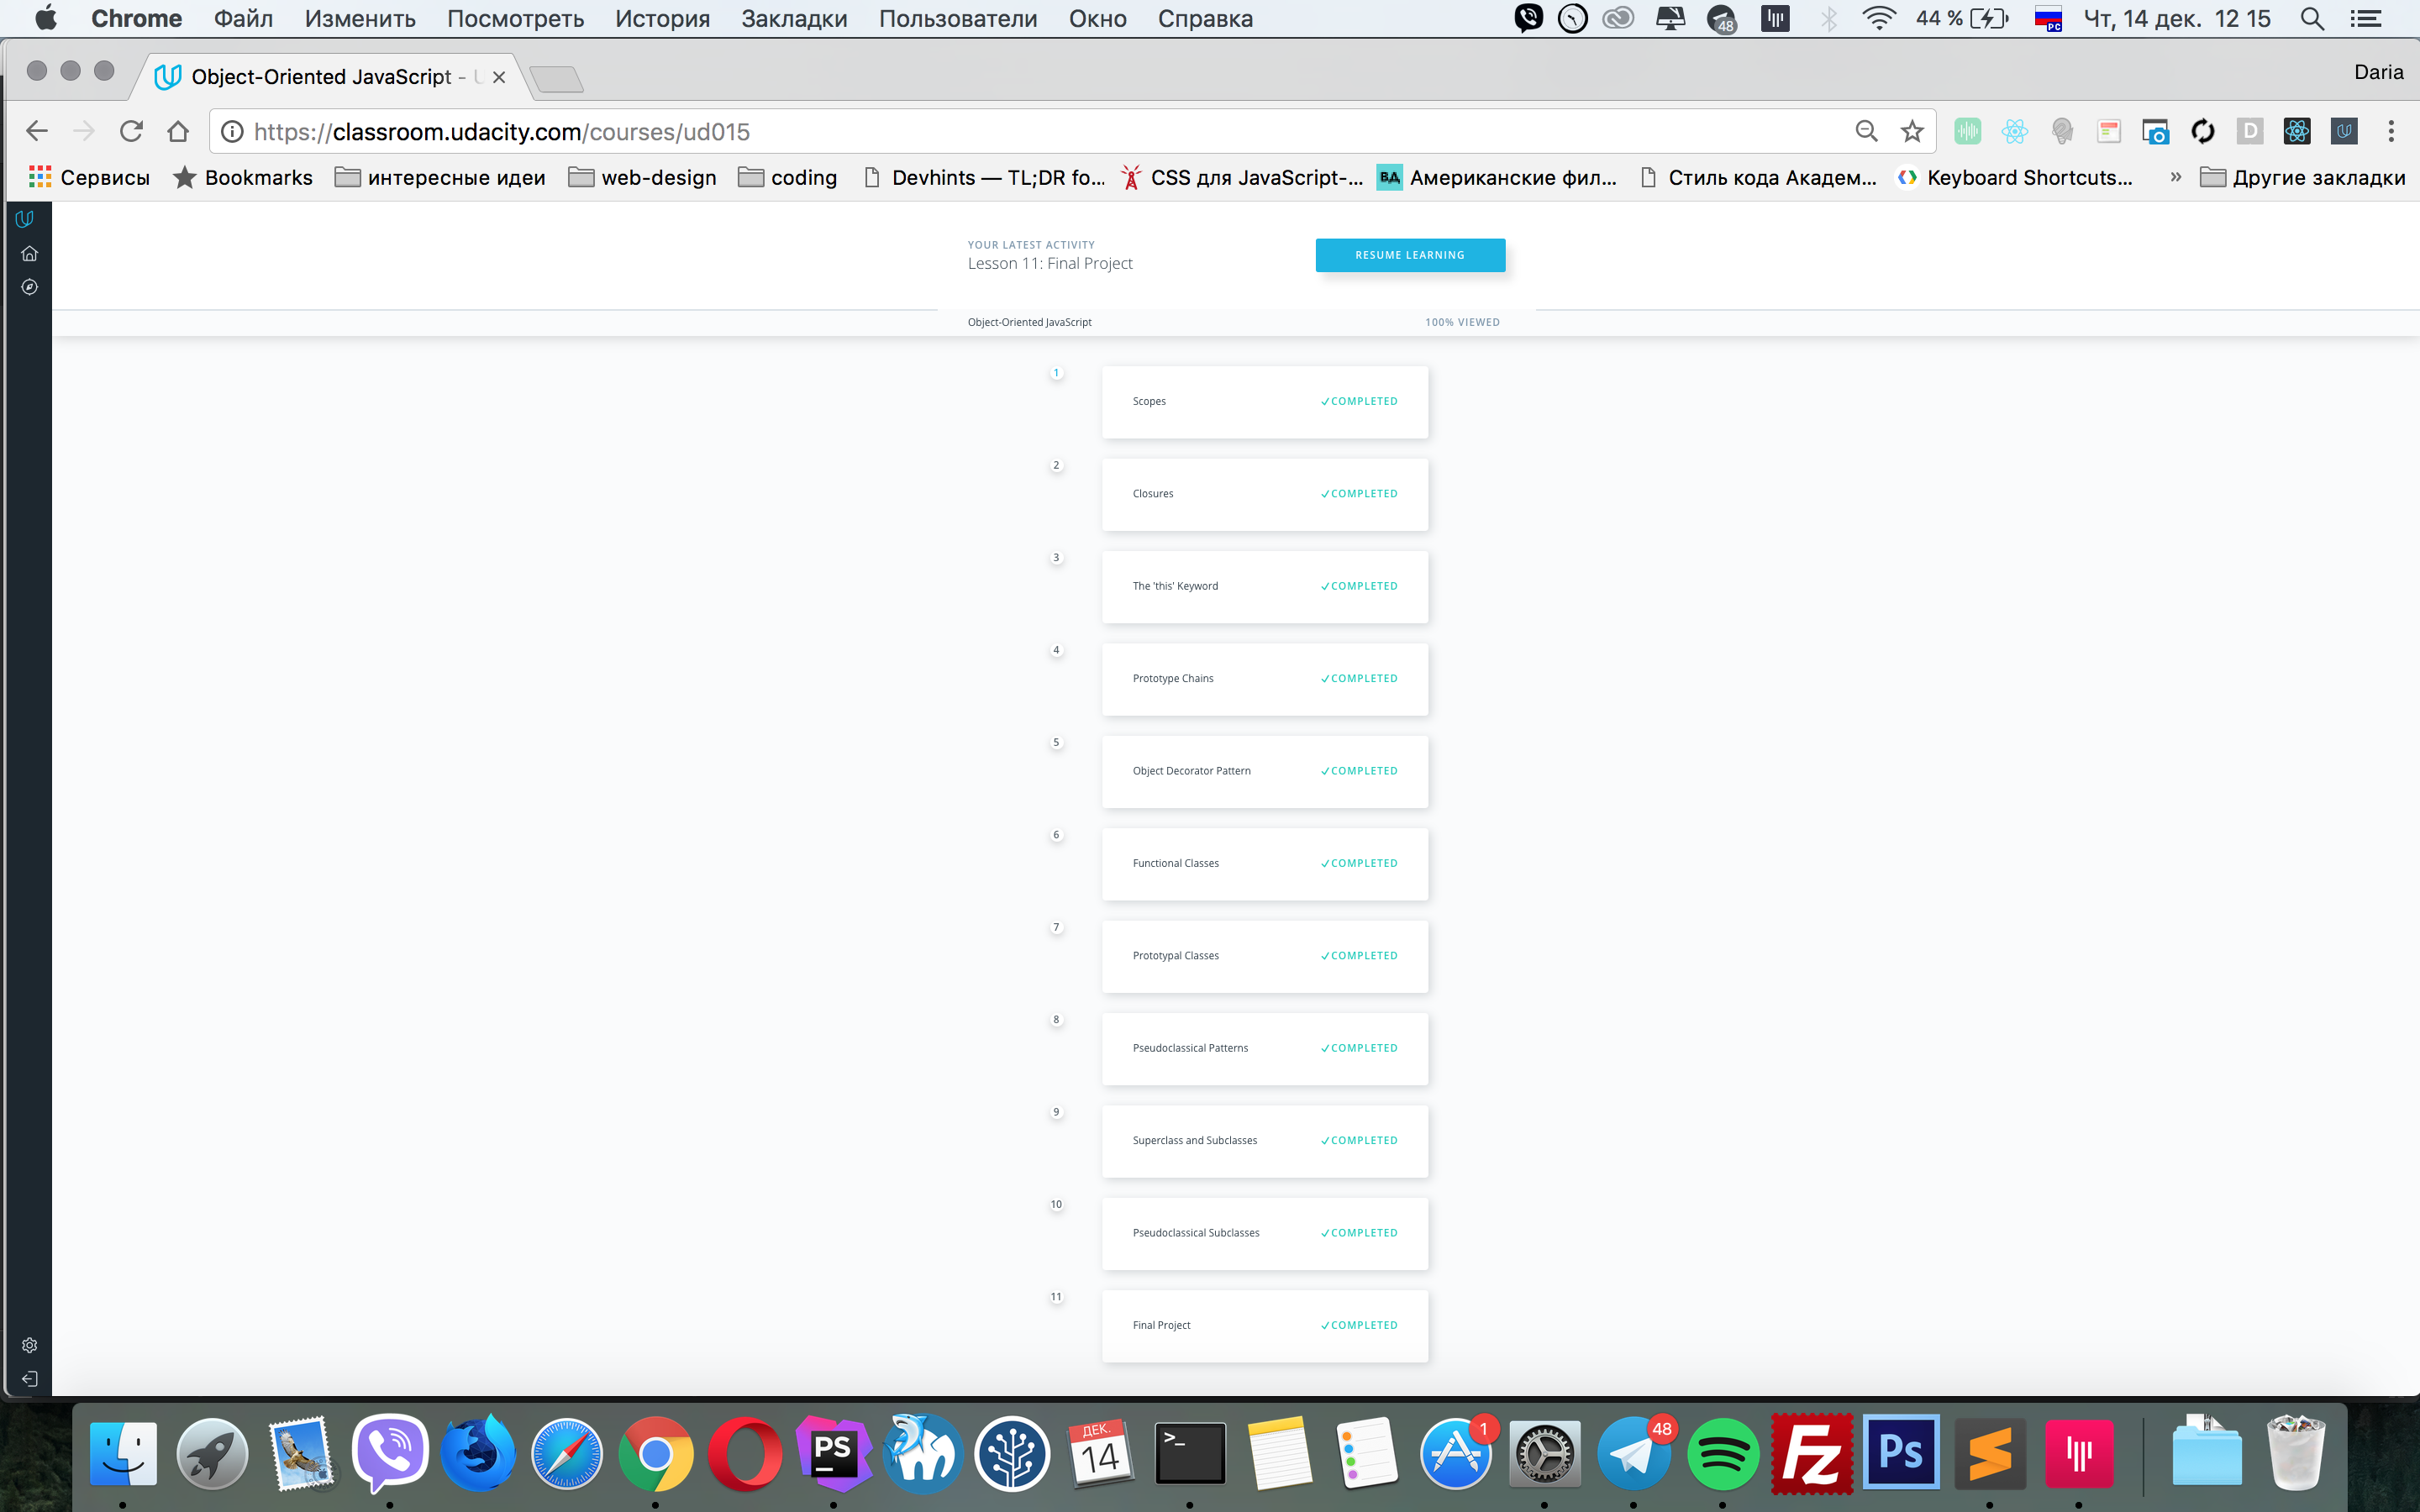 Chrome Файл Изменить Посмотреть История Закладки Пользователи Окно Справка 48 44 % РС Чт, 14 дек. 12 15
Object-Oriented JavaScript - U Daria
https://classroom.udacity.com/courses/ud015 D
Сервисы Bookmarks интересные идеи web-design coding Devhints — TL;DR fo... CSS для JavaScript-... ВД Американские фил... Стиль кода Академ... Keyboard Shortcuts... » Другие закладки
YOUR LATEST ACTIVITY
Lesson 11: Final Project
RESUME LEARNING
Object-Oriented JavaScript 100% VIEWED
1 Scopes COMPLETED
2 Closures COMPLETED
3 The 'this' Keyword COMPLETED
4 Prototype Chains COMPLETED
5 Object Decorator Pattern COMPLETED
6 Functional Classes COMPLETED
7 Prototypal Classes COMPLETED
8 Pseudoclassical Patterns COMPLETED
9 Superclass and Subclasses COMPLETED
10 Pseudoclassical Subclasses COMPLETED
11 Final Project COMPLETED
PS ДЕК. 14 >_ 1 48 Fz Ps